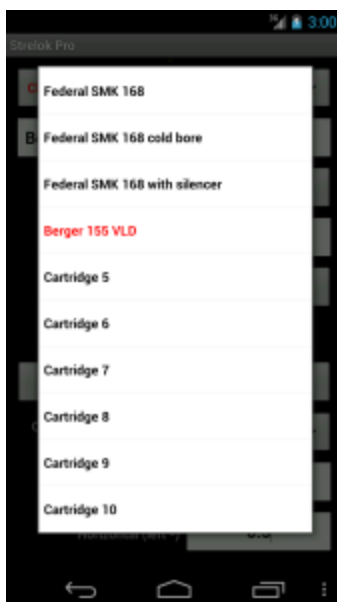 3:00
Strelok Pro
Federal SMK 168
Federal SMK 168 cold bore
Federal SMK 168 with silencer
Berger 155 VLD
Cartridge 5
Cartridge 6
Cartridge 7
Cartridge 8
Cartridge 9
Cartridge 10